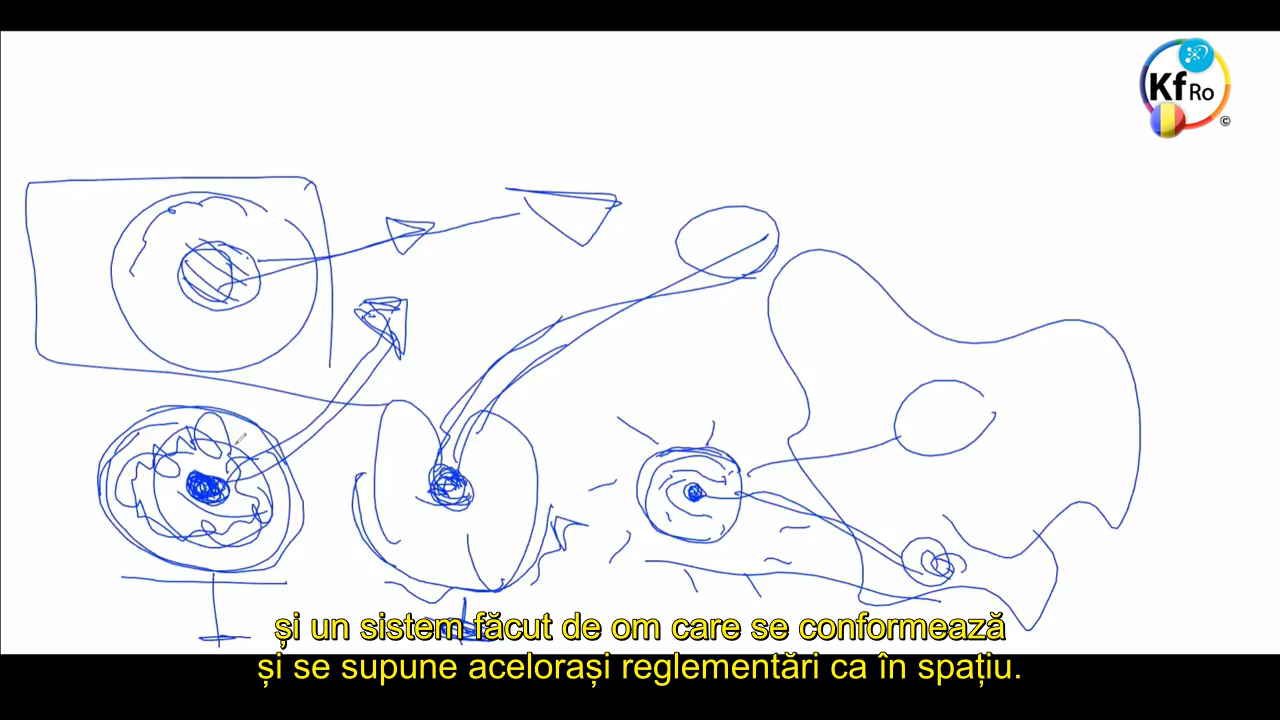 Kf Ro
©
și un sistem făcut de om care se conformează
și se supune acelorași reglementări ca în spațiu.